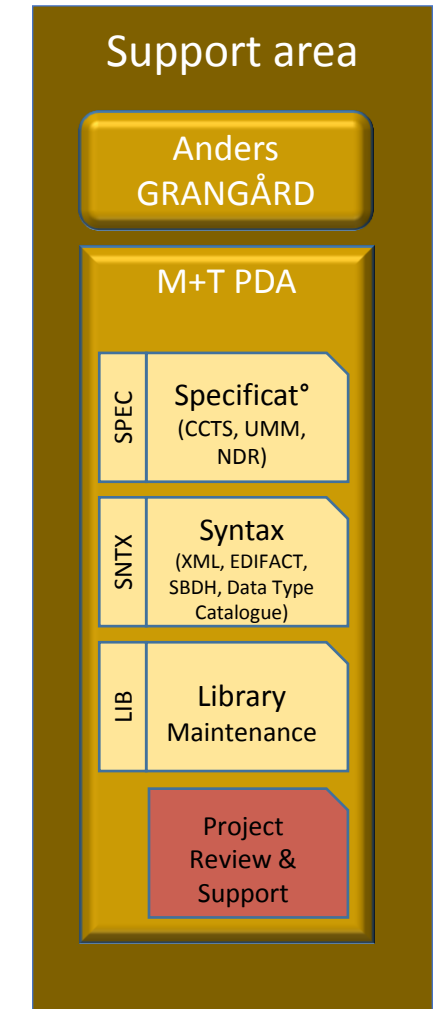 Support area
Anders
GRANGÅRD
M+T PDA
SPEC
Specificat°
(CCTS, UMM,
NDR)
SNTX
Syntax
(XML, EDIFACT,
SBDH, Data Type
Catalogue)
LIB
Library
Maintenance
Project
Review &
Support